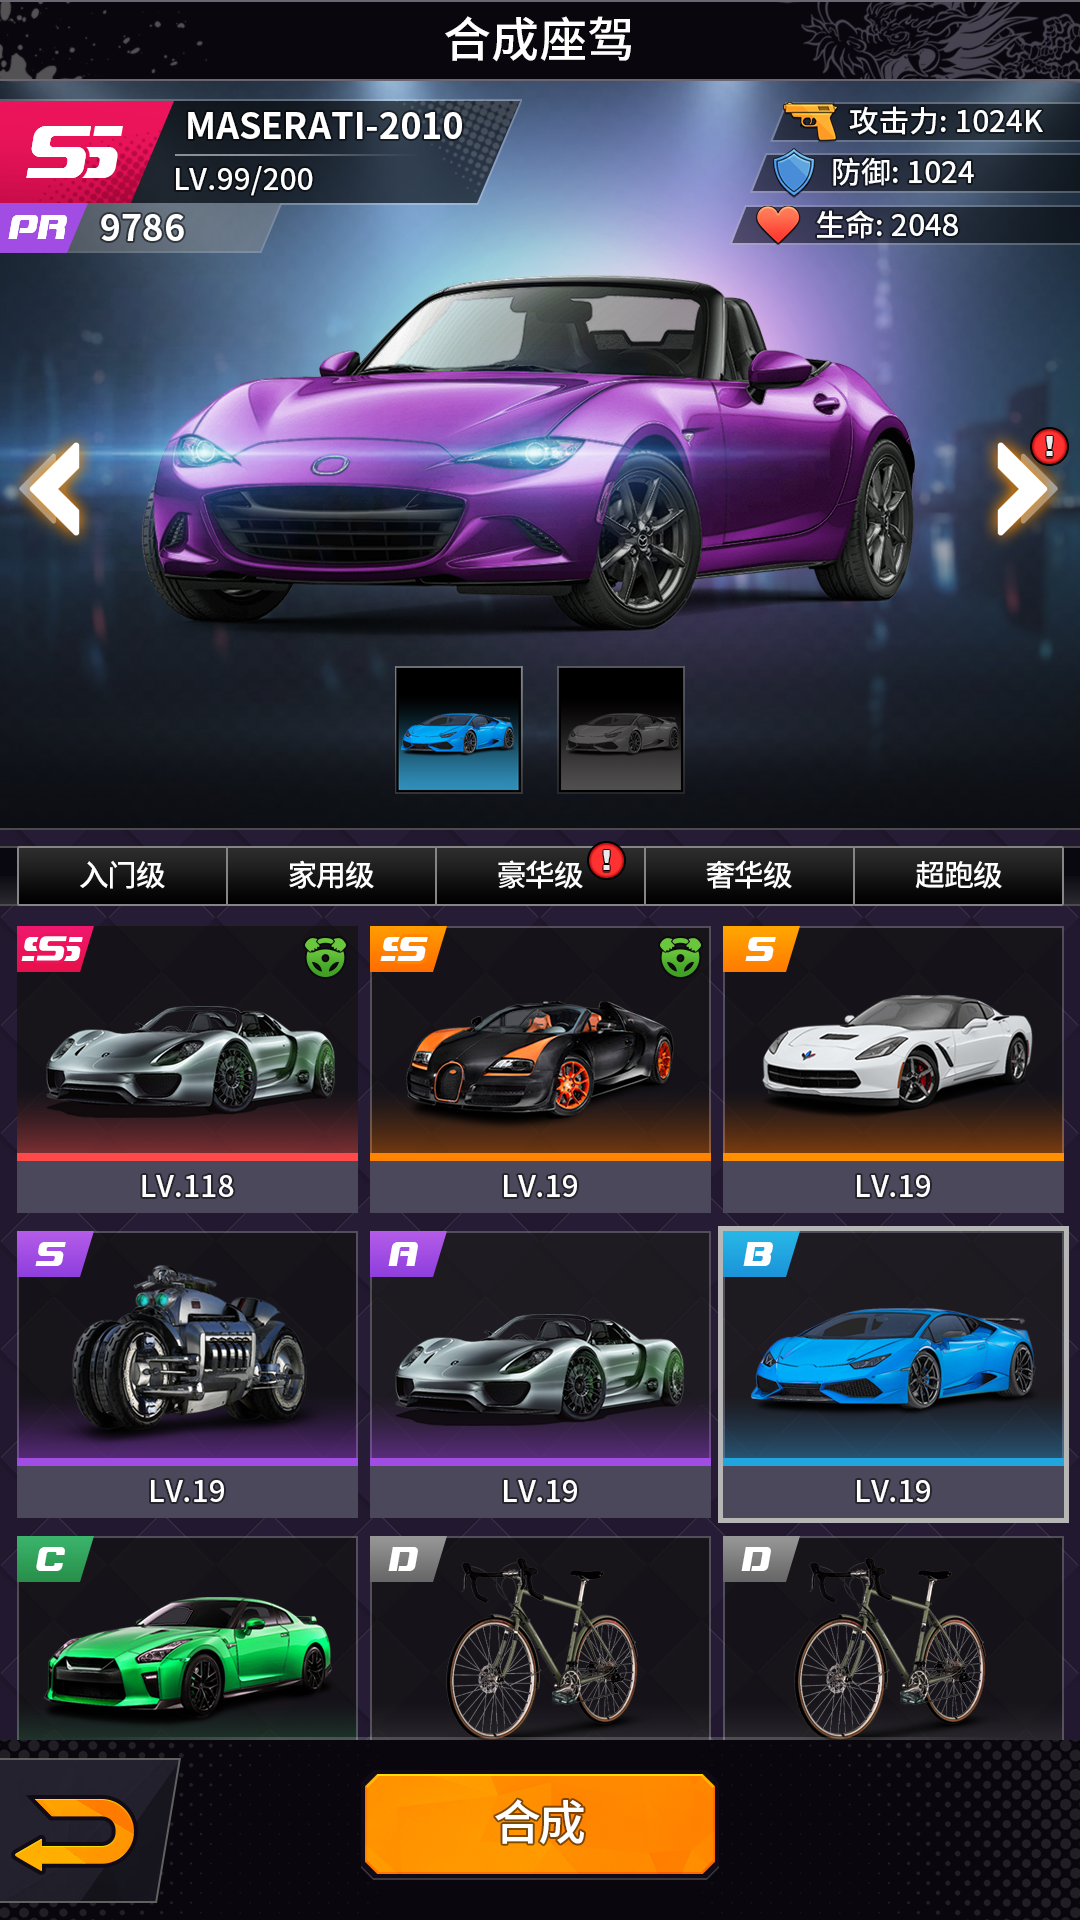 合成座驾
SS
MASERATI-2010
LV.99/200
PR 9786
攻击力: 1024K
防御: 1024
生命: 2048
!
入门级 家用级 豪华级 ! 奢华级 超跑级
SSS SS S
LV.118 LV.19 LV.19
S A B
LV.19 LV.19 LV.19
C D D
合成